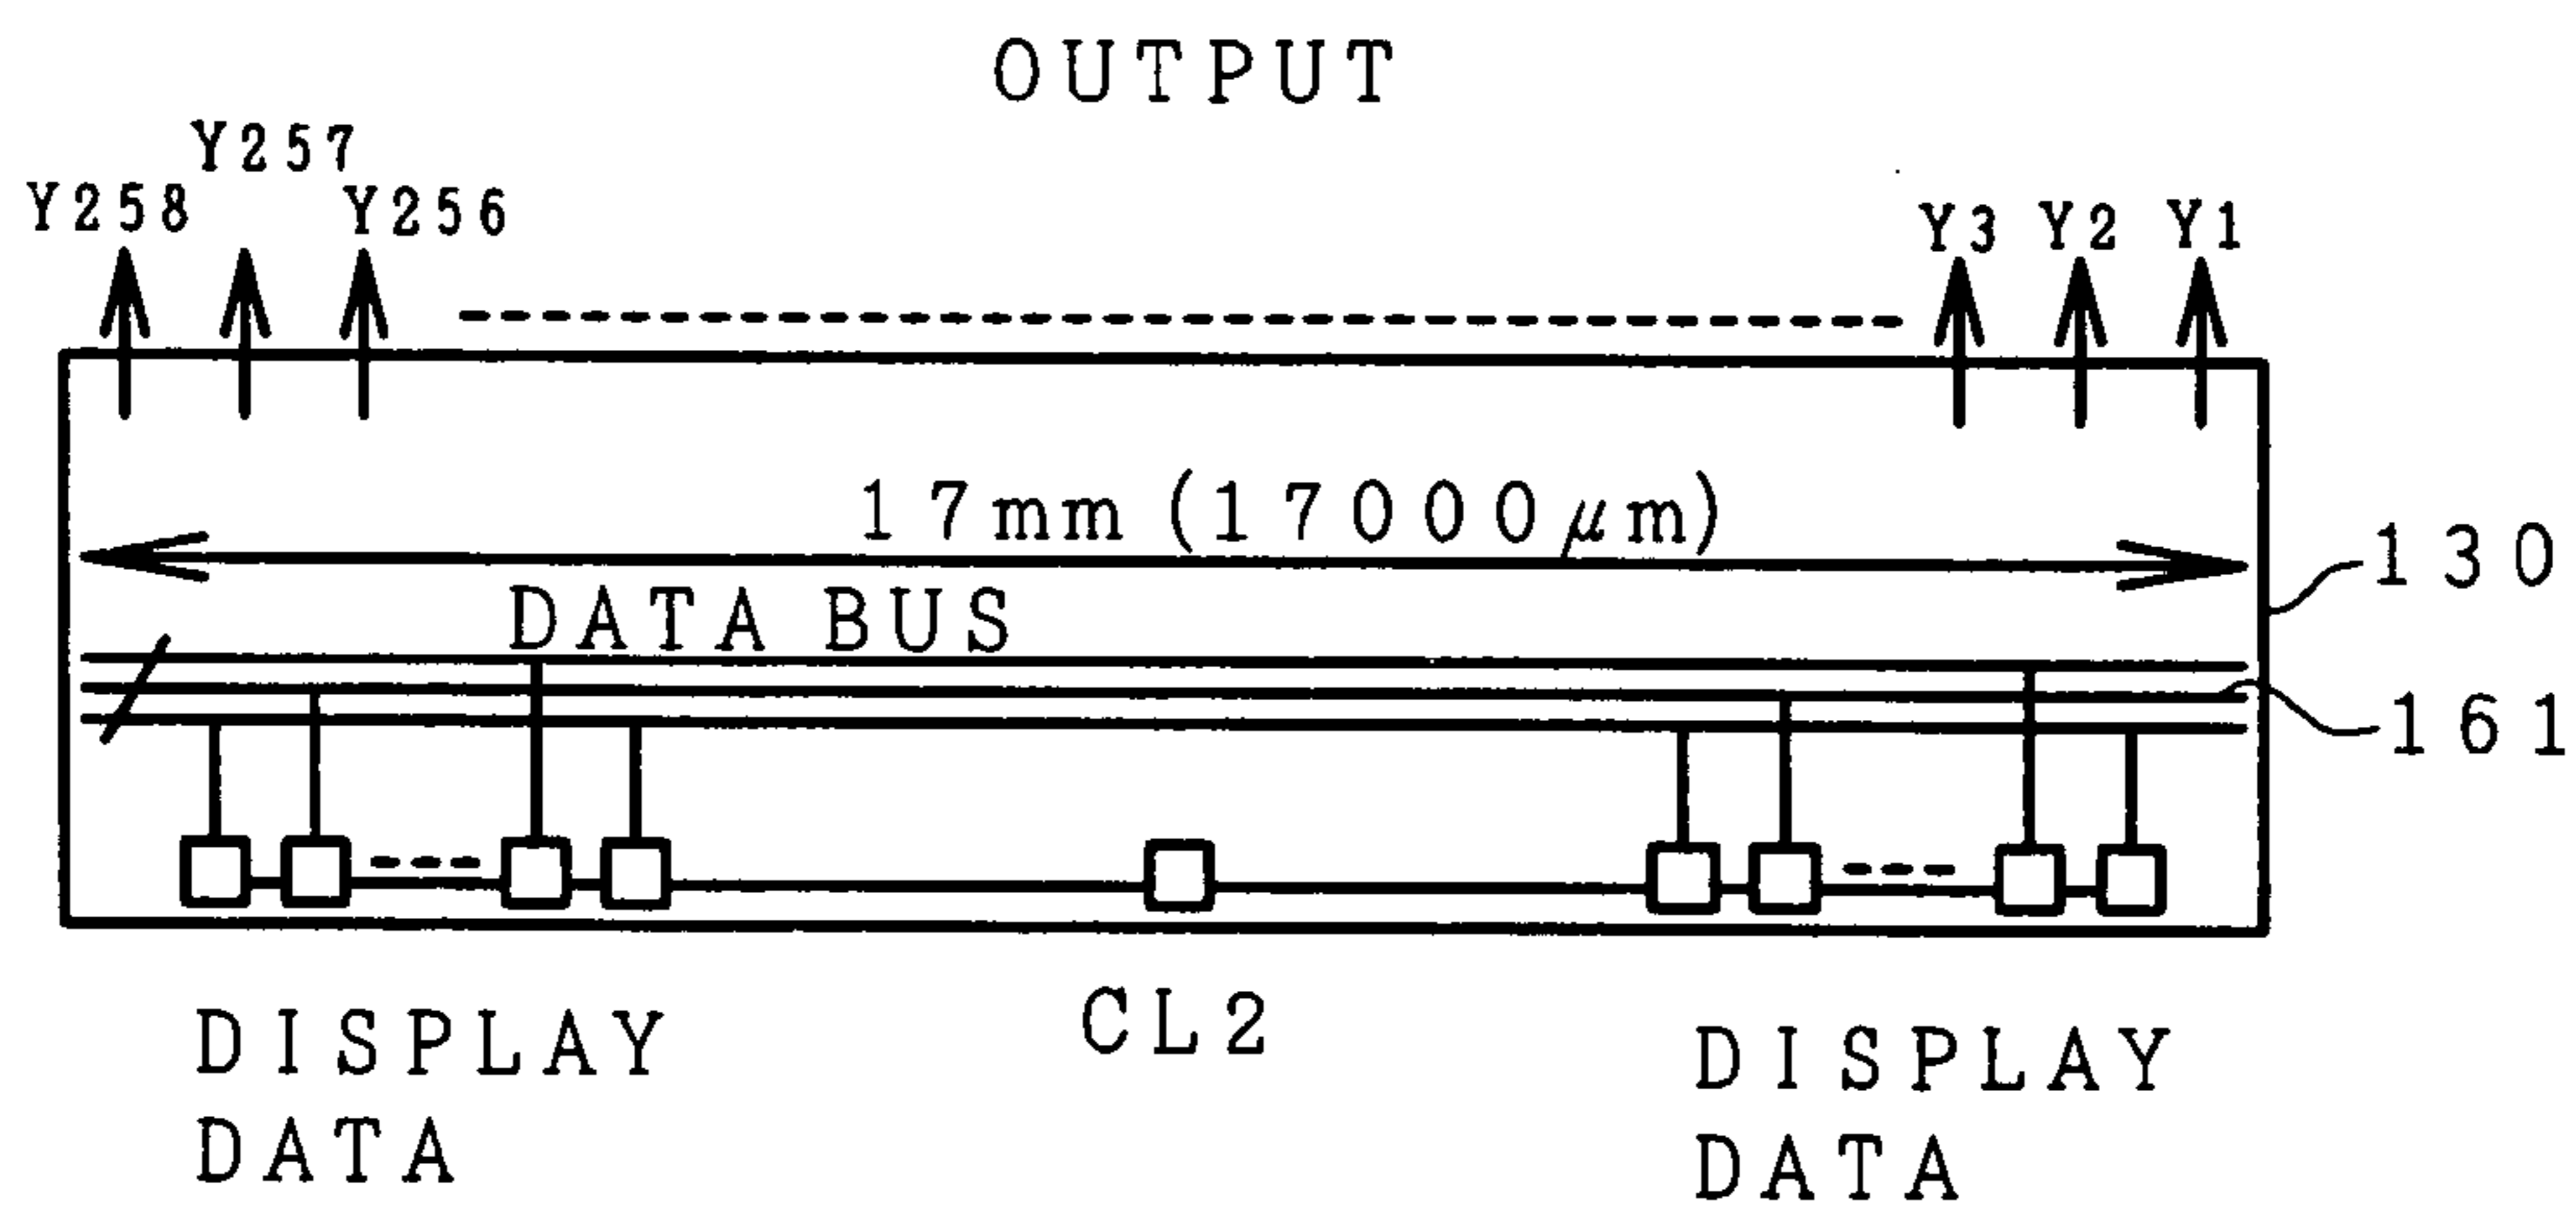 OUTPUT
Y258 Y257 Y256 Y3 Y2 Y1
17mm (17000μm)
130
DATA BUS
161
DISPLAY DATA
CL2
DISPLAY DATA